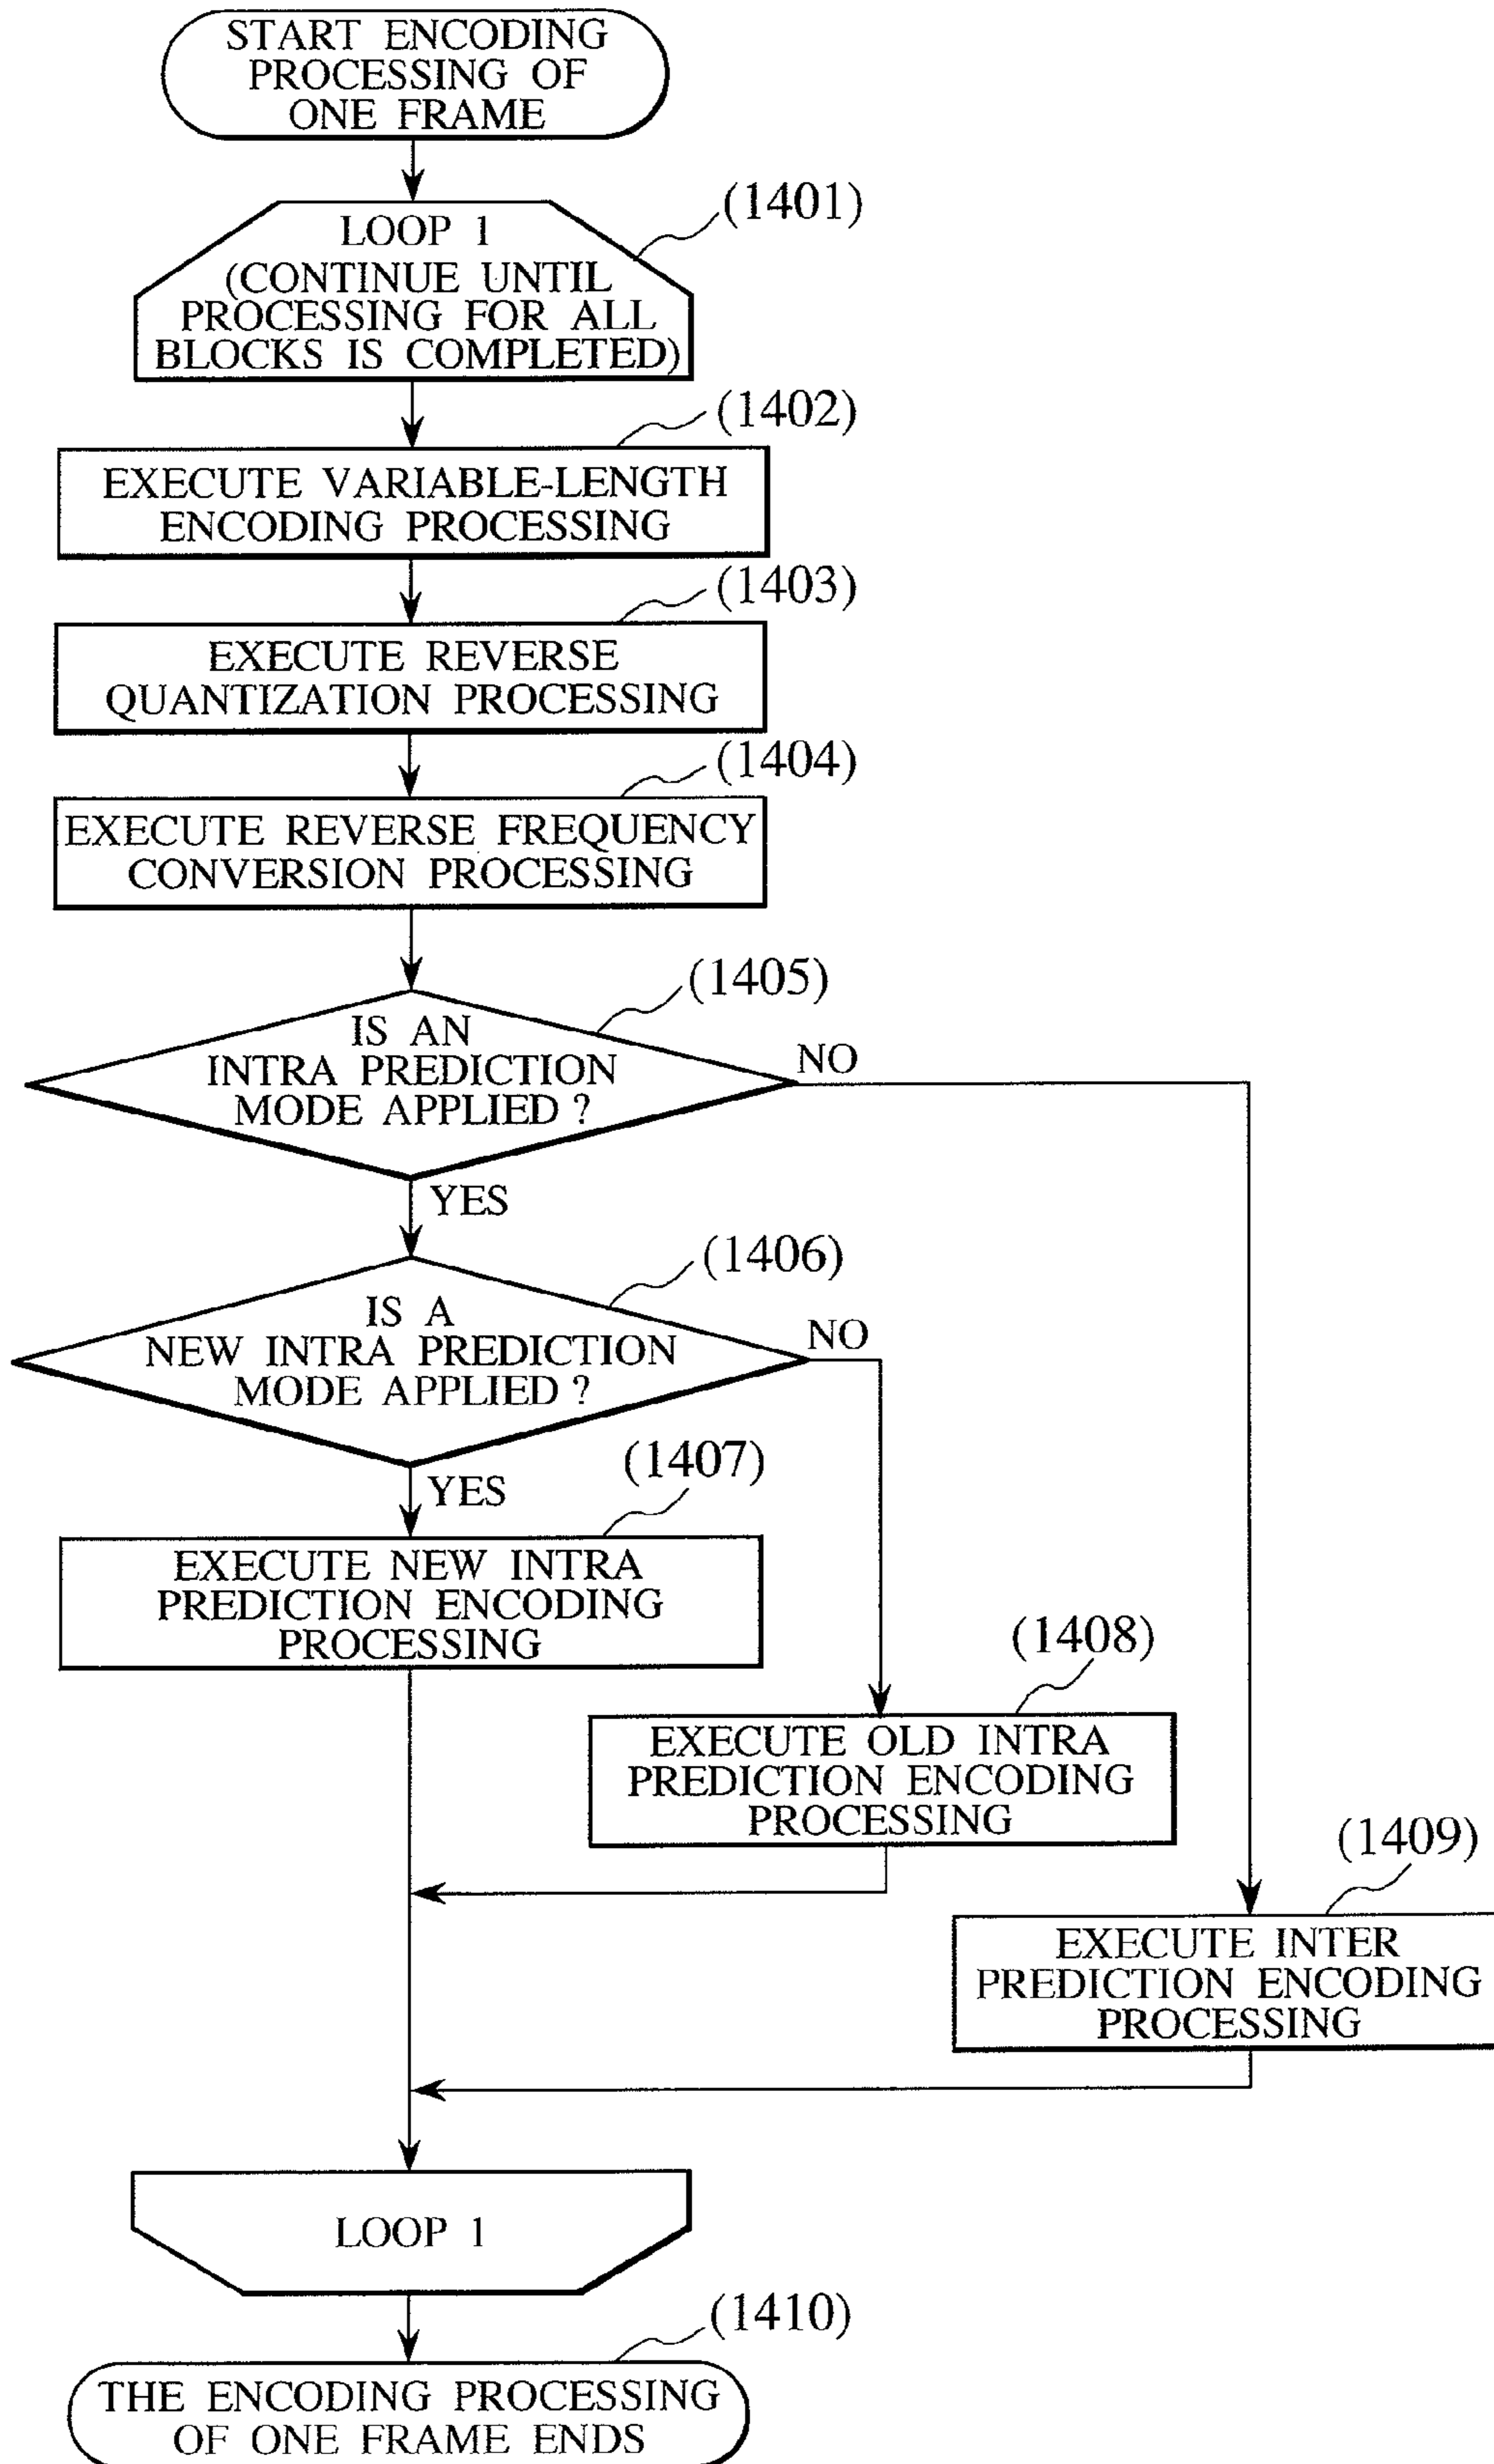 START ENCODING
PROCESSING OF
ONE FRAME
(1401)
LOOP 1
(CONTINUE UNTIL
PROCESSING FOR ALL
BLOCKS IS COMPLETED)
(1402)
EXECUTE VARIABLE-LENGTH
ENCODING PROCESSING
(1403)
EXECUTE REVERSE
QUANTIZATION PROCESSING
(1404)
EXECUTE REVERSE FREQUENCY
CONVERSION PROCESSING
(1405)
IS AN
INTRA PREDICTION
MODE APPLIED ?
NO
YES
(1406)
IS A
NEW INTRA PREDICTION
MODE APPLIED ?
NO
YES
(1407)
EXECUTE NEW INTRA
PREDICTION ENCODING
PROCESSING
(1408)
EXECUTE OLD INTRA
PREDICTION ENCODING
PROCESSING
(1409)
EXECUTE INTER
PREDICTION ENCODING
PROCESSING
LOOP 1
(1410)
THE ENCODING PROCESSING
OF ONE FRAME ENDS